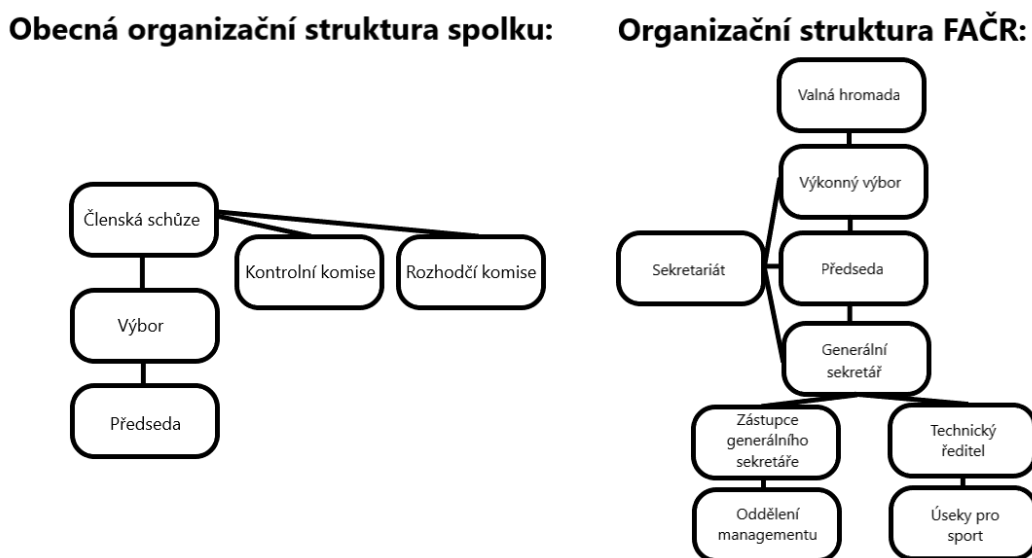 Obecná organizační struktura spolku:
Členská schůze
Kontrolní komise
Rozhodčí komise
Výbor
Předseda
Organizační struktura FAČR:
Valná hromada
Výkonný výbor
Sekretariát
Předseda
Generální
sekretář
Zástupce
generálního
sekretáře
Technický
ředitel
Oddělení
managementu
Úseky pro
sport